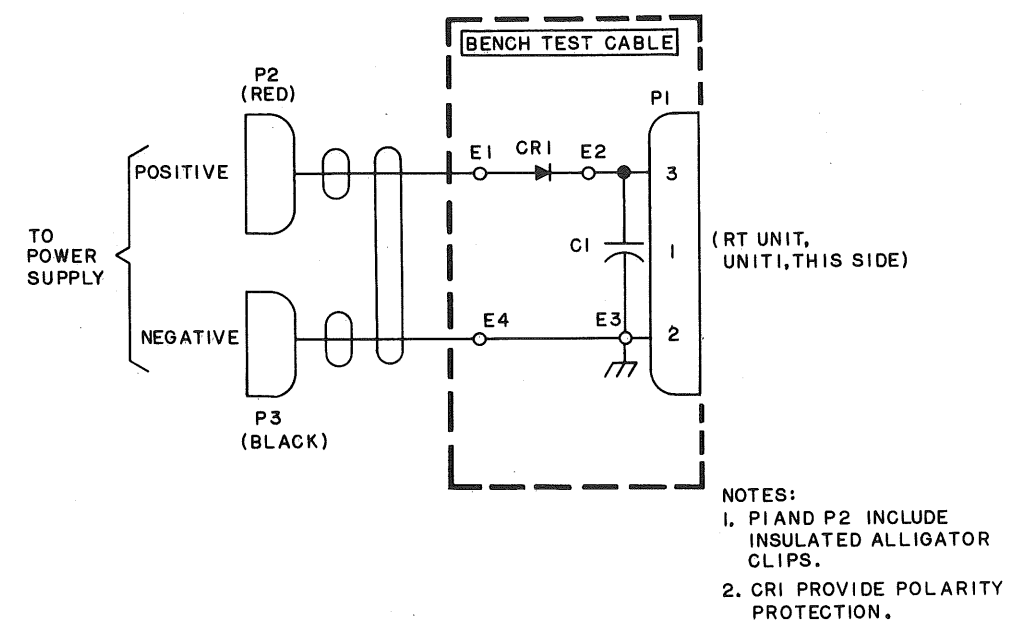 BENCH TEST CABLE
P2
(RED)
P1
E1
CR1
E2
POSITIVE
3
TO
POWER
SUPPLY
C1
1
(RT UNIT,
UNIT1, THIS SIDE)
NEGATIVE
E4
E3
2
P3
(BLACK)
NOTES:
1. P1 AND P2 INCLUDE
INSULATED ALLIGATOR
CLIPS.
2. CR1 PROVIDE POLARITY
PROTECTION.